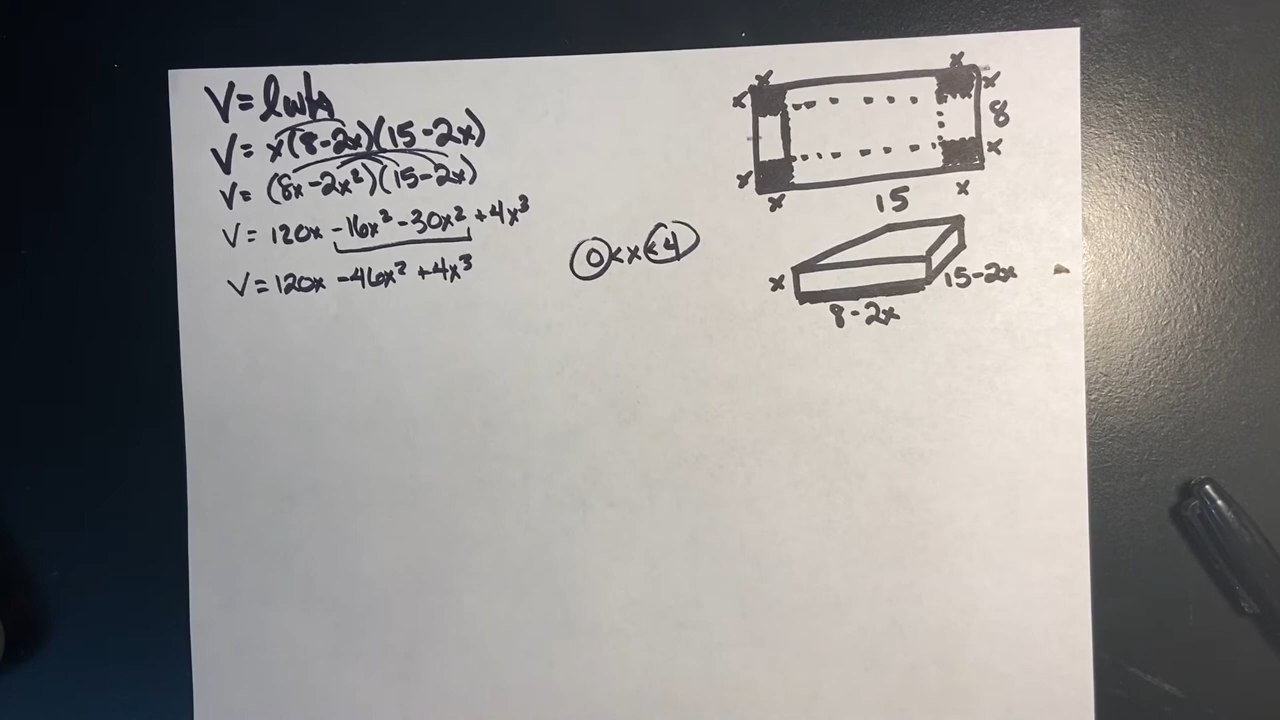 V = lwh
V = x(8-2x)(15-2x)
V = (8x-2x²)(15-2x)
V = 120x -16x² -30x² +4x³
V = 120x -46x² +4x³
0<x<4
x
x
x
x
8
x
x
x
x
15
x
15-2x
8-2x